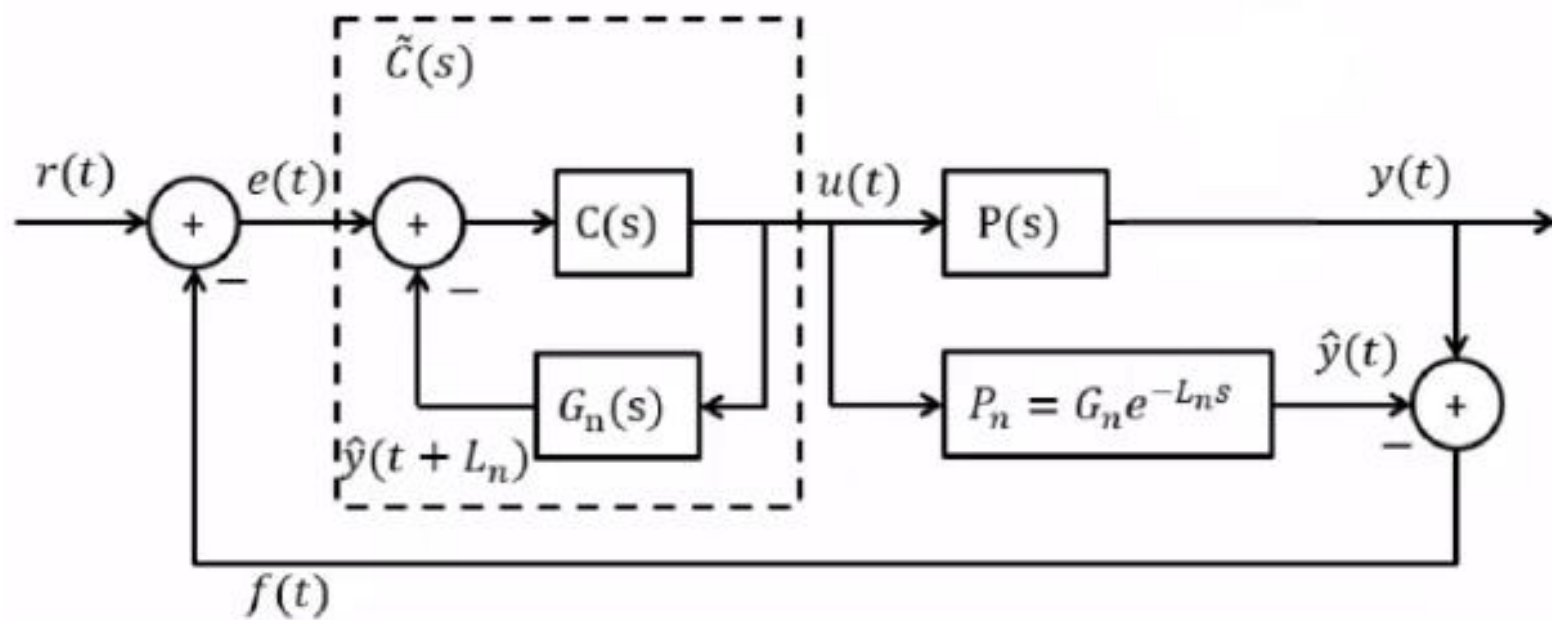 C̃(s)
r(t)
+
−
e(t)
+
−
C(s)
u(t)
P(s)
y(t)
G_n(s)
ŷ(t + L_n)
P_n = G_n e^{-L_n s}
ŷ(t)
+
−
f(t)